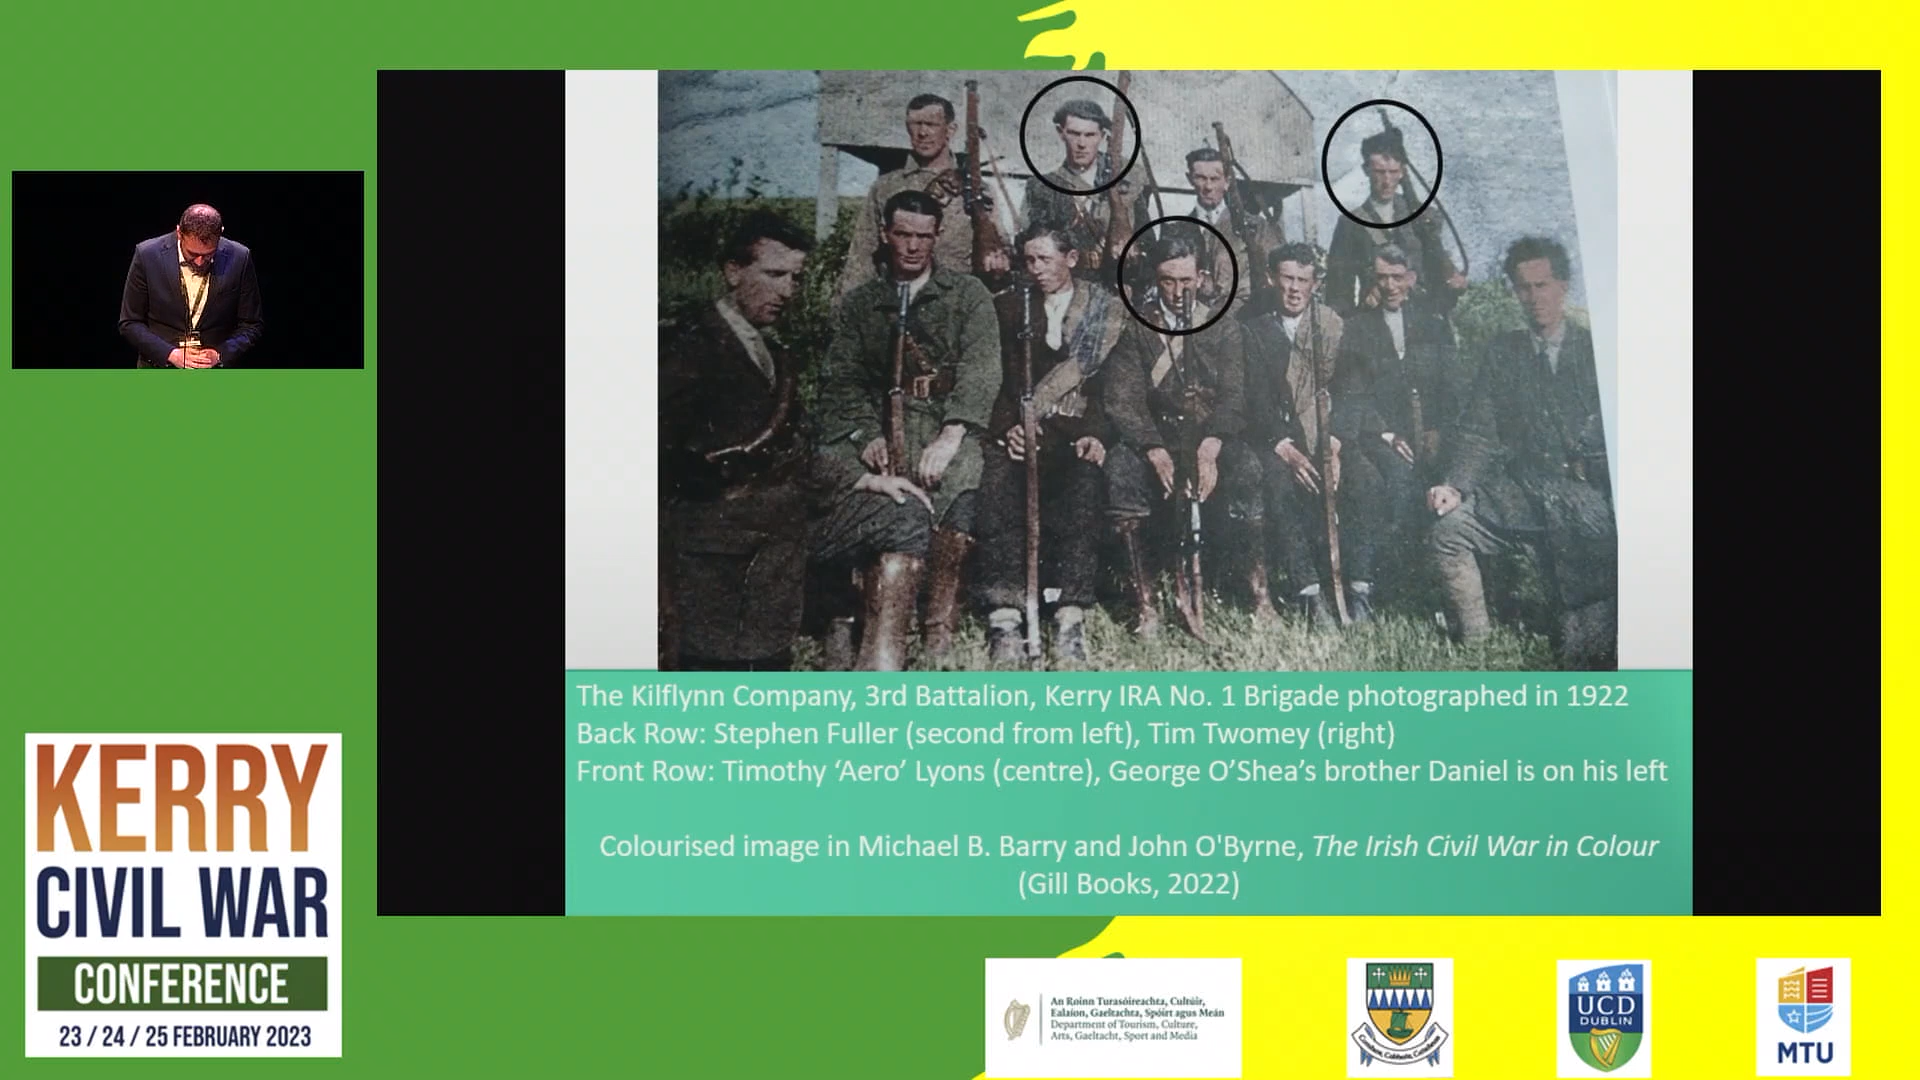 The Kilflynn Company, 3rd Battalion, Kerry IRA No. 1 Brigade photographed in 1922
Back Row: Stephen Fuller (second from left), Tim Twomey (right)
Front Row: Timothy ‘Aero’ Lyons (centre), George O’Shea’s brother Daniel is on his left
Colourised image in Michael B. Barry and John O'Byrne, The Irish Civil War in Colour
(Gill Books, 2022)
KERRY
CIVIL WAR
CONFERENCE
23 / 24 / 25 FEBRUARY 2023
An Roinn Turasóireachta, Cultúir,
Ealaíon, Gaeltachta, Spóirt agus Meán
Department of Tourism, Culture,
Arts, Gaeltacht, Sport and Media
UCD
DUBLIN
MTU